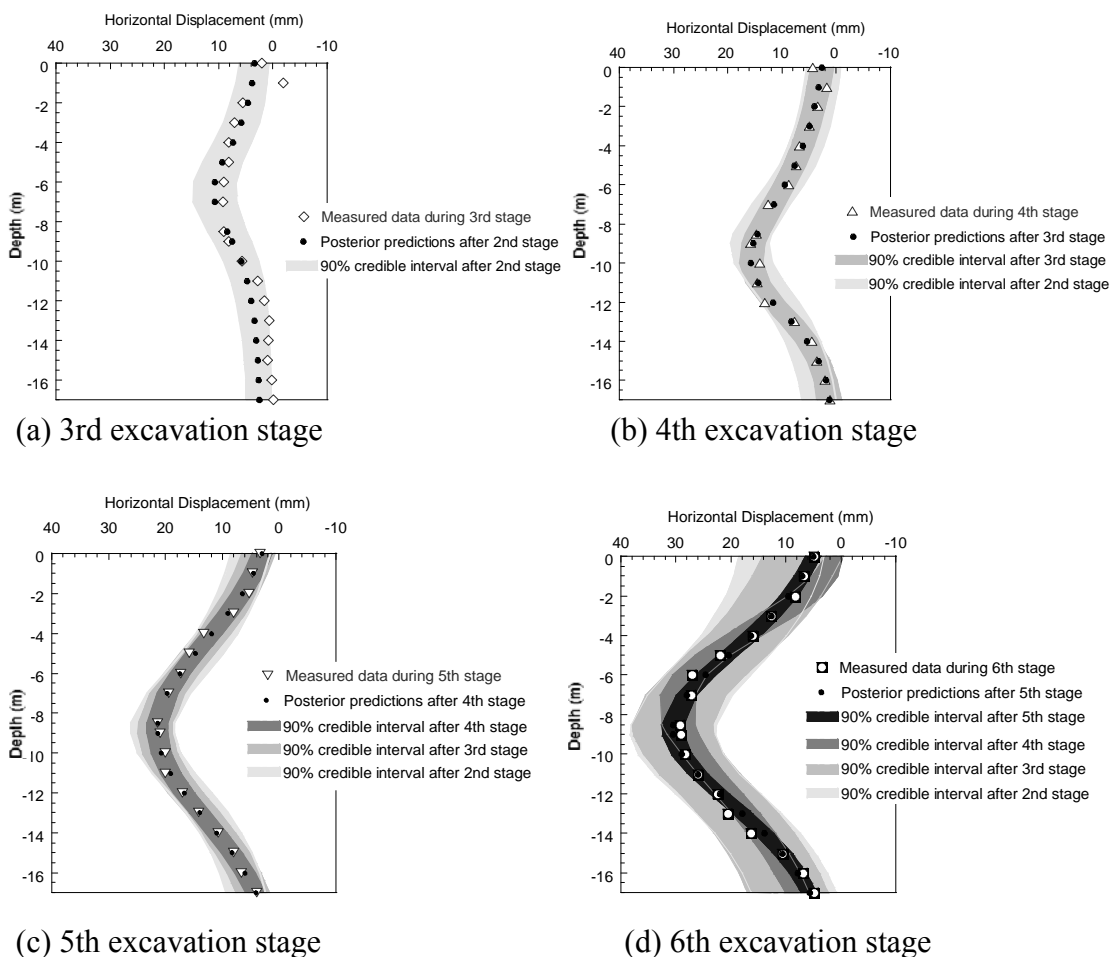 Horizontal Displacement (mm)
40 30 20 10 0 -10
0
-2
-4
-6
-8
-10
-12
-14
-16
Depth (m)
Measured data during 3rd stage
Posterior predictions after 2nd stage
90% credible interval after 2nd stage
(a) 3rd excavation stage
Horizontal Displacement (mm)
40 30 20 10 0 -10
0
-2
-4
-6
-8
-10
-12
-14
-16
Depth (m)
Measured data during 4th stage
Posterior predictions after 3rd stage
90% credible interval after 3rd stage
90% credible interval after 2nd stage
(b) 4th excavation stage
Horizontal Displacement (mm)
40 30 20 10 0 -10
0
-2
-4
-6
-8
-10
-12
-14
-16
Depth (m)
Measured data during 5th stage
Posterior predictions after 4th stage
90% credible interval after 4th stage
90% credible interval after 3rd stage
90% credible interval after 2nd stage
(c) 5th excavation stage
Horizontal Displacement (mm)
40 30 20 10 0 -10
0
-2
-4
-6
-8
-10
-12
-14
-16
Depth (m)
Measured data during 6th stage
Posterior predictions after 5th stage
90% credible interval after 5th stage
90% credible interval after 4th stage
90% credible interval after 3rd stage
90% credible interval after 2nd stage
(d) 6th excavation stage